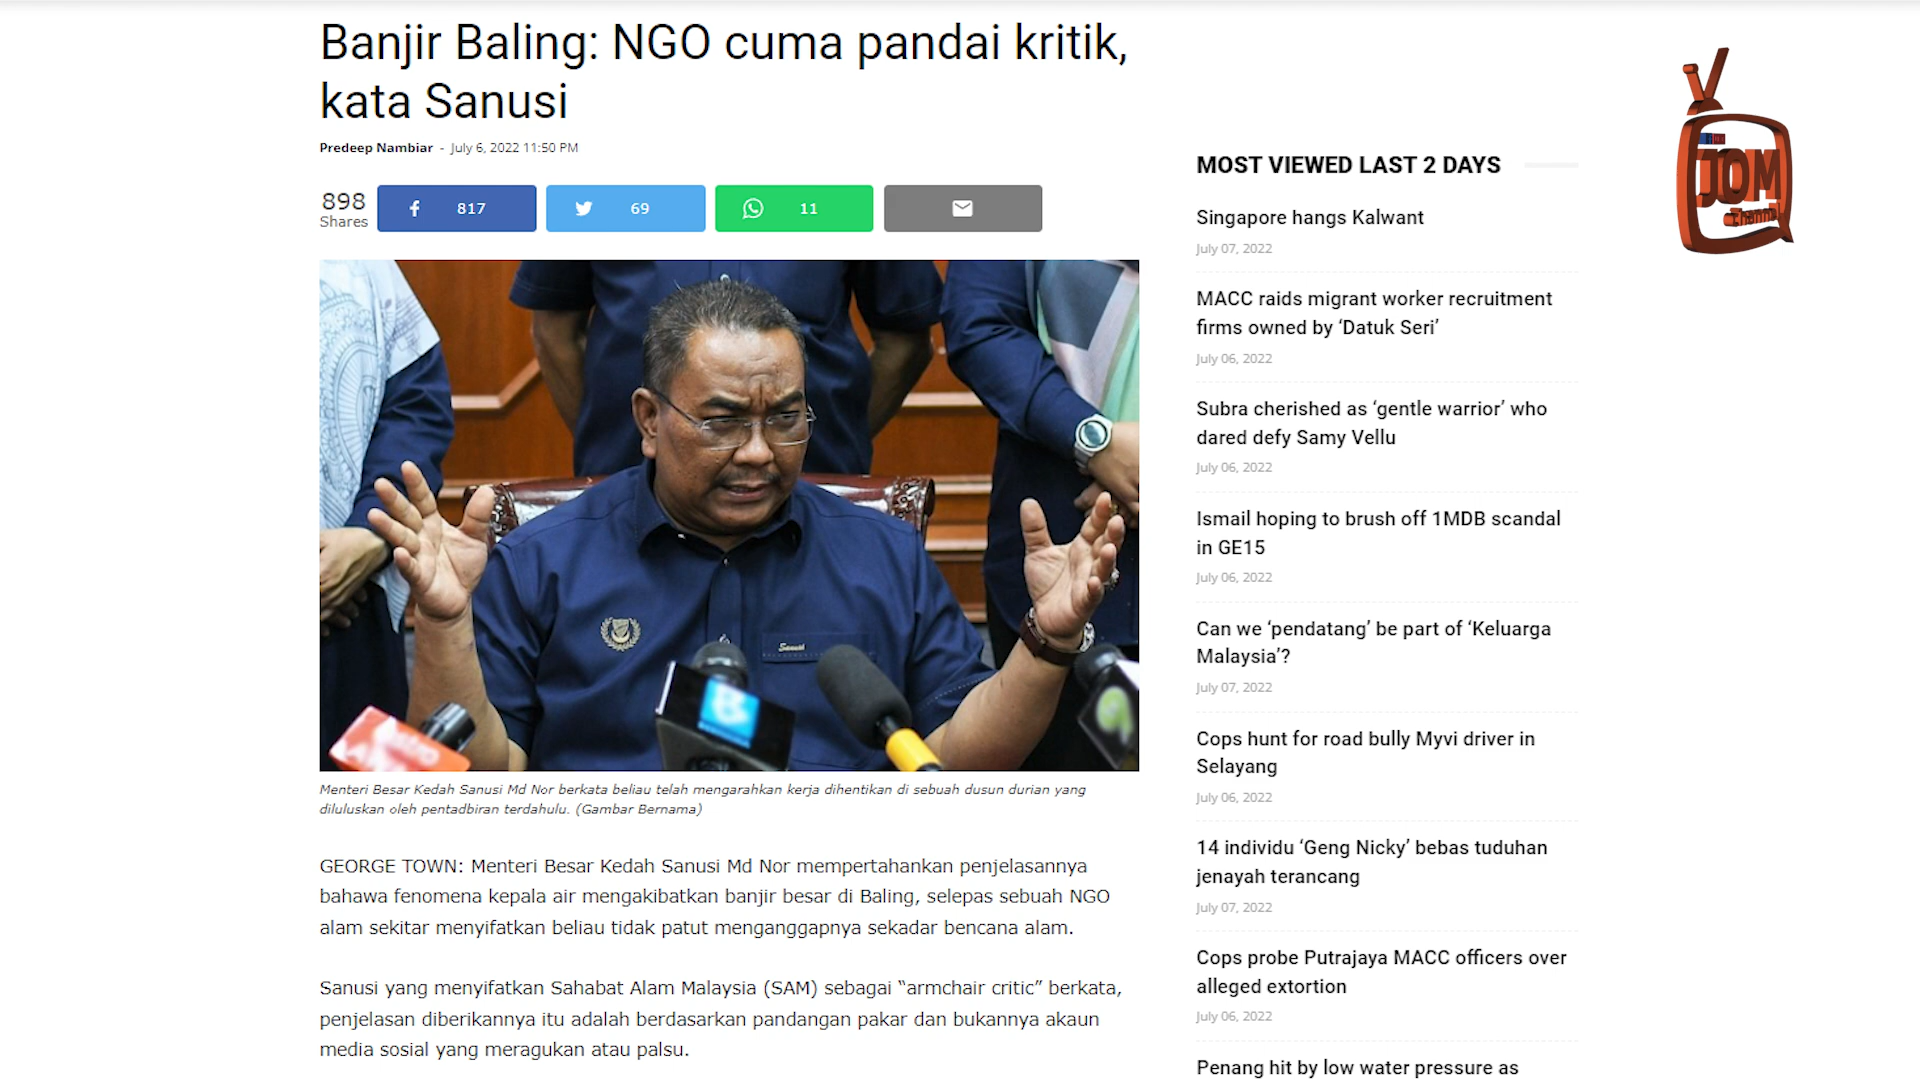 Banjir Baling: NGO cuma pandai kritik,
kata Sanusi
Predeep Nambiar - July 6, 2022 11:50 PM
898
Shares
817
69
11
Sanusi
Menteri Besar Kedah Sanusi Md Nor berkata beliau telah mengarahkan kerja dihentikan di sebuah dusun durian yang
diluluskan oleh pentadbiran terdahulu. (Gambar Bernama)
GEORGE TOWN: Menteri Besar Kedah Sanusi Md Nor mempertahankan penjelasannya
bahawa fenomena kepala air mengakibatkan banjir besar di Baling, selepas sebuah NGO
alam sekitar menyifatkan beliau tidak patut menganggapnya sekadar bencana alam.
Sanusi yang menyifatkan Sahabat Alam Malaysia (SAM) sebagai “armchair critic” berkata,
penjelasan diberikannya itu adalah berdasarkan pandangan pakar dan bukannya akaun
media sosial yang meragukan atau palsu.
MOST VIEWED LAST 2 DAYS
Singapore hangs Kalwant
July 07, 2022
MACC raids migrant worker recruitment
firms owned by ‘Datuk Seri’
July 06, 2022
Subra cherished as ‘gentle warrior’ who
dared defy Samy Vellu
July 06, 2022
Ismail hoping to brush off 1MDB scandal
in GE15
July 06, 2022
Can we ‘pendatang’ be part of ‘Keluarga
Malaysia’?
July 07, 2022
Cops hunt for road bully Myvi driver in
Selayang
July 06, 2022
14 individu ‘Geng Nicky’ bebas tuduhan
jenayah terancang
July 07, 2022
Cops probe Putrajaya MACC officers over
alleged extortion
July 06, 2022
Penang hit by low water pressure as
JOM
Channel